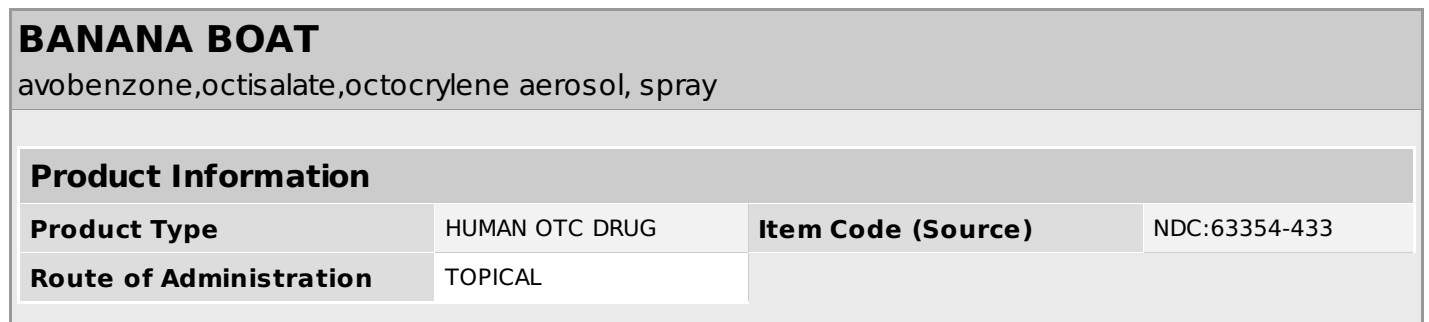 BANANA BOAT
avobenzone,octisalate,octocrylene aerosol, spray
Product Information
Product Type HUMAN OTC DRUG Item Code (Source) NDC:63354-433
Route of Administration TOPICAL